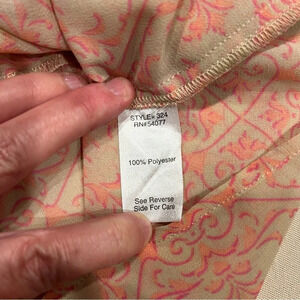 STYLE# 324
RN#54077
100% Polyester
See Reverse
Side For Care